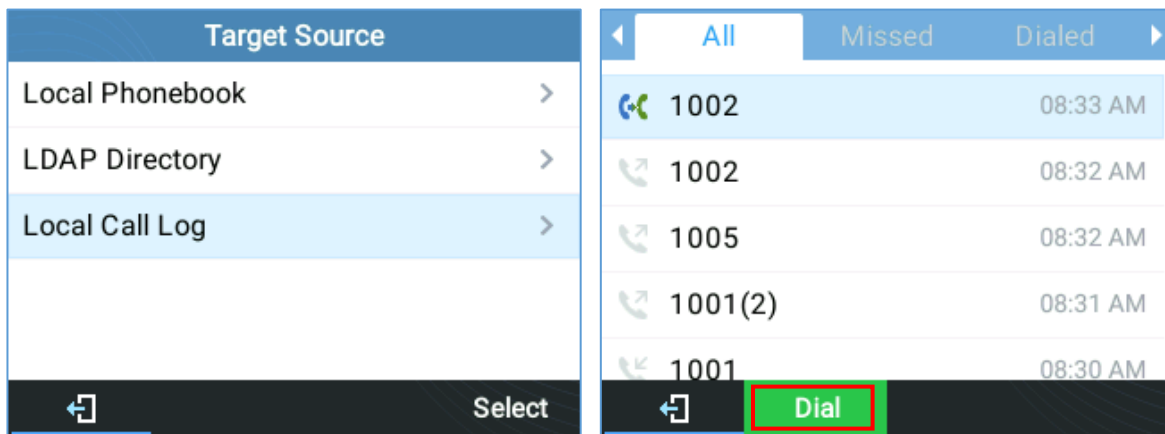 Target Source
Local Phonebook
LDAP Directory
Local Call Log
Select
All Missed Dialed
1002 08:33 AM
1002 08:32 AM
1005 08:32 AM
1001(2) 08:31 AM
1001 08:30 AM
Dial